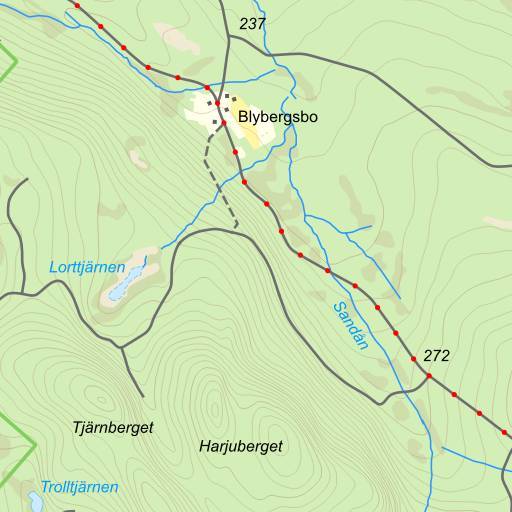 237
Blybergsbo
Lorttjärnen
Sandån
272
Tjärnberget
Harjuberget
Trolltjärnen